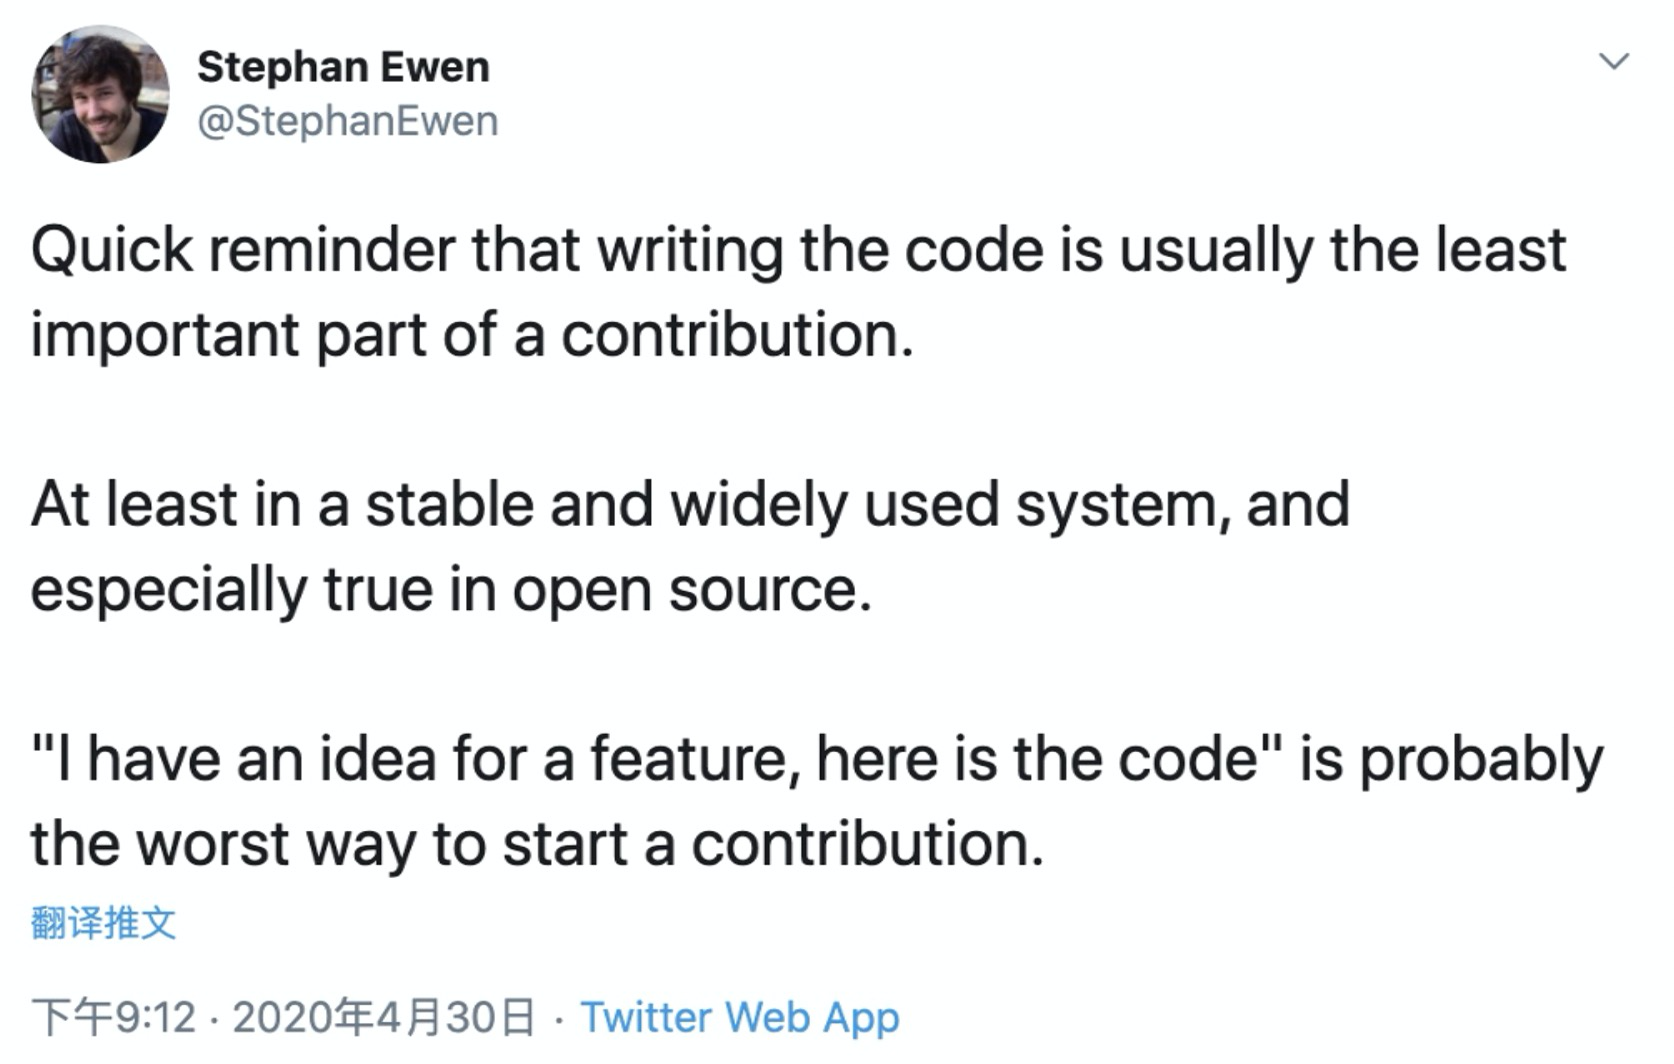 Stephan Ewen
@StephanEwen
Quick reminder that writing the code is usually the least
important part of a contribution.
At least in a stable and widely used system, and
especially true in open source.
"I have an idea for a feature, here is the code" is probably
the worst way to start a contribution.
翻译推文
下午9:12 · 2020年4月30日 · Twitter Web App